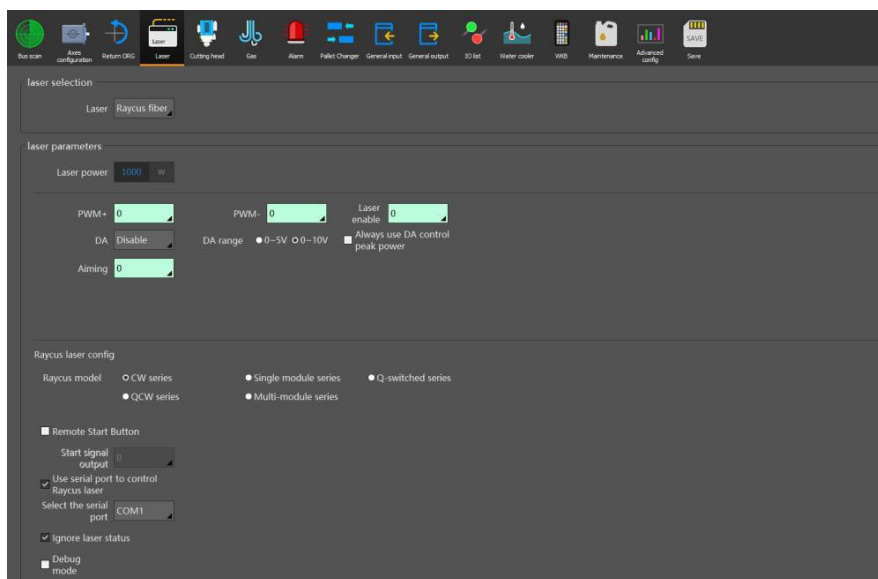 Laser
SAVE
Bus scan
Axes
configuration
Return ORG
Laser
Cutting head
Gas
Alarm
Pallet Changer
General input
General output
IO list
Water cooler
WKB
Maintenance
Advanced
config
Save
laser selection
Laser Raycus fiber
laser parameters
Laser power 1000 W
PWM+ 0 PWM- 0 Laser
enable 0
DA Disable DA range 0~5V 0~10V Always use DA control
peak power
Aiming 0
Raycus laser config
Raycus model CW series Single module series Q-switched series
QCW series Multi-module series
Remote Start Button
Start signal
output 0
Use serial port to control
Raycus laser
Select the serial
port COM1
Ignore laser status
Debug
mode